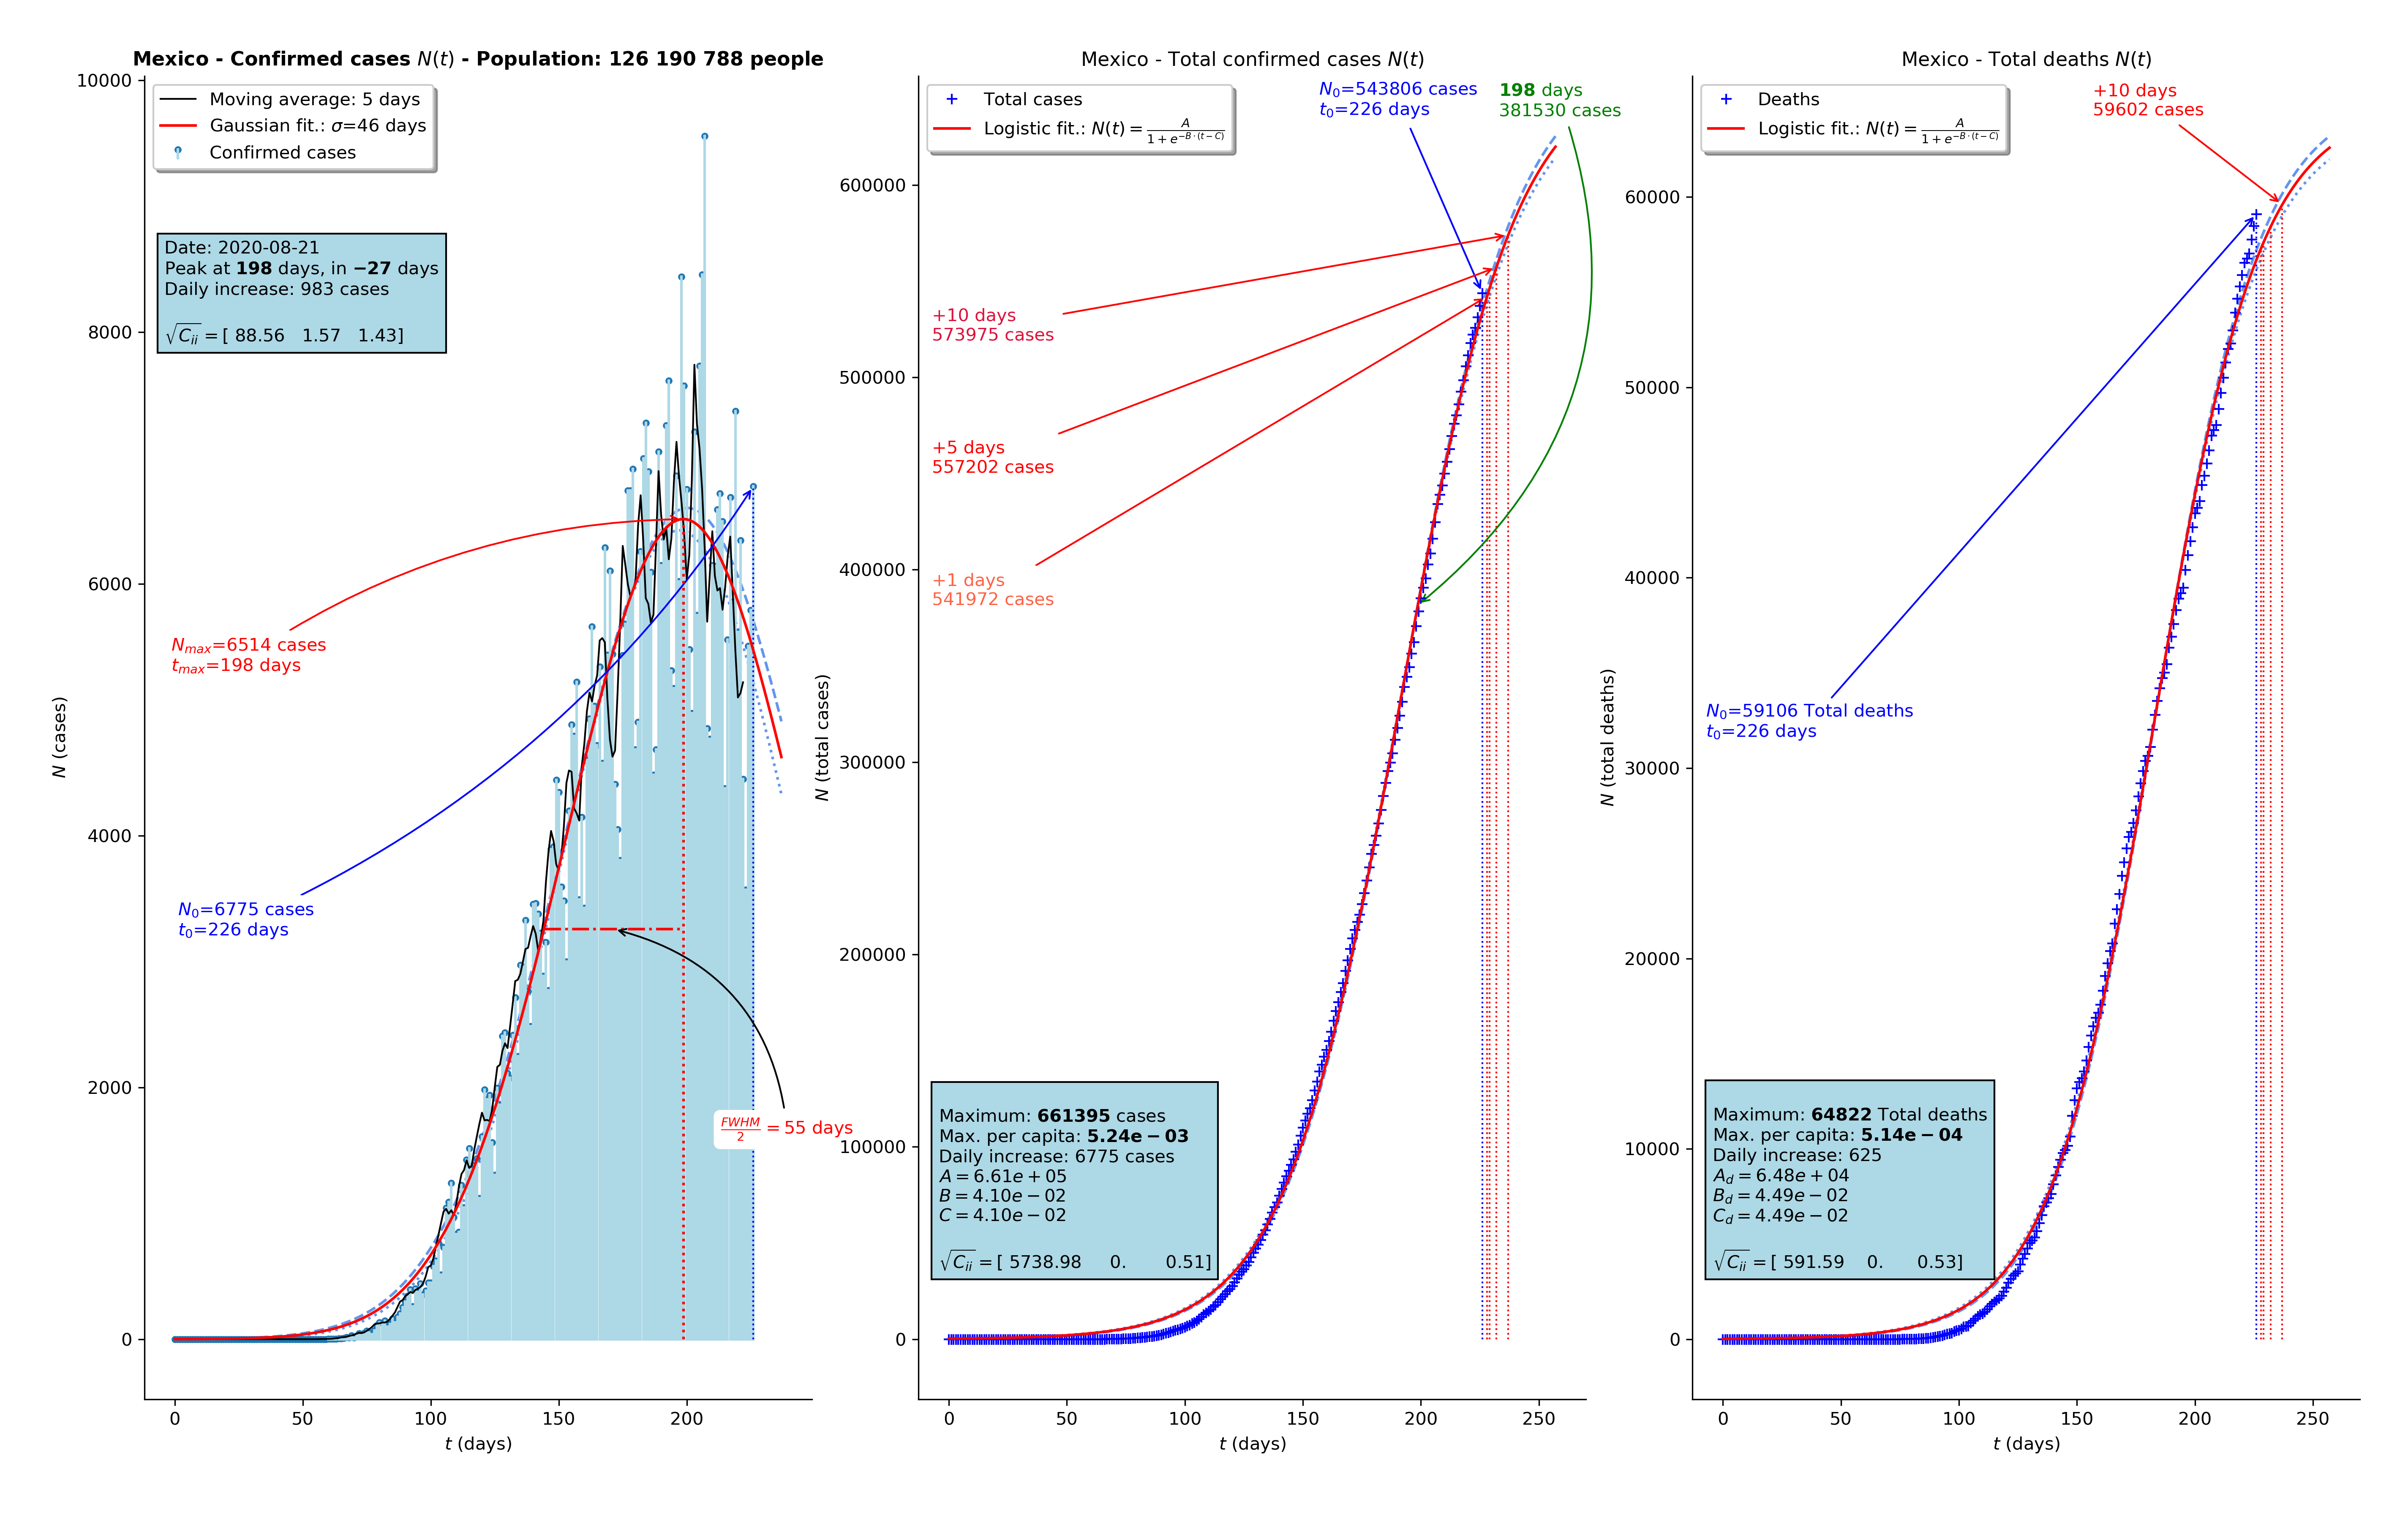 Mexico - Confirmed cases N(t) - Population: 126 190 788 people
Moving average: 5 days
Gaussian fit.: σ=46 days
Confirmed cases
Date: 2020-08-21
Peak at 198 days, in −27 days
Daily increase: 983 cases
√C_ii = [ 88.56 1.57 1.43]
N_max=6514 cases
t_max=198 days
N_0=6775 cases
t_0=226 days
FWHM/2 = 55 days
10000
8000
6000
4000
2000
0
N (cases)
0 50 100 150 200
t (days)
Mexico - Total confirmed cases N(t)
Total cases
Logistic fit.: N(t) = A/(1 + e^{−B·(t−C)})
N_0=543806 cases
t_0=226 days
198 days
381530 cases
+10 days
573975 cases
+5 days
557202 cases
+1 days
541972 cases
Maximum: 661395 cases
Max. per capita: 5.24e − 03
Daily increase: 6775 cases
A = 6.61e + 05
B = 4.10e − 02
C = 4.10e − 02
√C_ii = [ 5738.98 0. 0.51]
600000
500000
400000
300000
200000
100000
0
N (total cases)
0 50 100 150 200 250
t (days)
Mexico - Total deaths N(t)
Deaths
Logistic fit.: N(t) = A/(1 + e^{−B·(t−C)})
+10 days
59602 cases
N_0=59106 Total deaths
t_0=226 days
Maximum: 64822 Total deaths
Max. per capita: 5.14e − 04
Daily increase: 625
A_d = 6.48e + 04
B_d = 4.49e − 02
C_d = 4.49e − 02
√C_ii = [ 591.59 0. 0.53]
60000
50000
40000
30000
20000
10000
0
N (total deaths)
0 50 100 150 200 250
t (days)